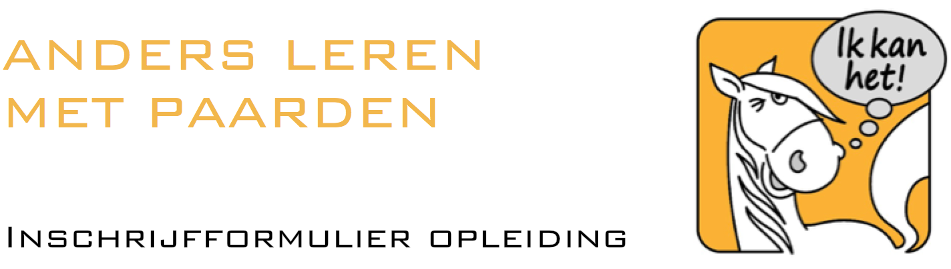 ANDERS LEREN
MET PAARDEN
Ik kan
het!
INSCHRIJFFORMULIER OPLEIDING